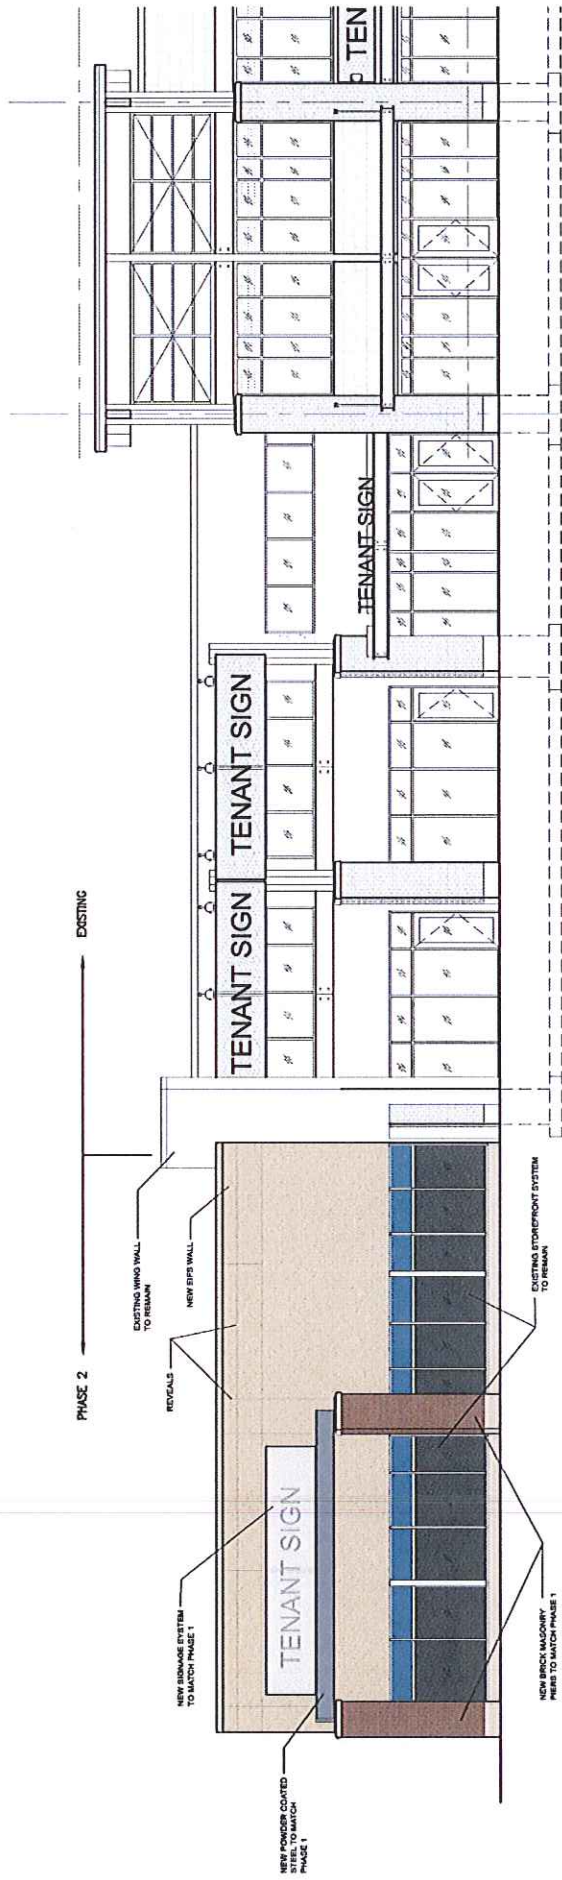 PHASE 2
EXISTING
EXISTING WING WALL
TO REMAIN
NEW EIFS WALL
REVEALS
NEW SIGNAGE SYSTEM
TO MATCH PHASE 1
NEW POWDER COATED
STEEL TO MATCH
PHASE 1
TENANT SIGN
TENANT SIGN
TENANT SIGN
TENANT SIGN
TEN
EXISTING STOREFRONT SYSTEM
TO REMAIN
NEW BRICK MASONRY
PIERS TO MATCH PHASE 1